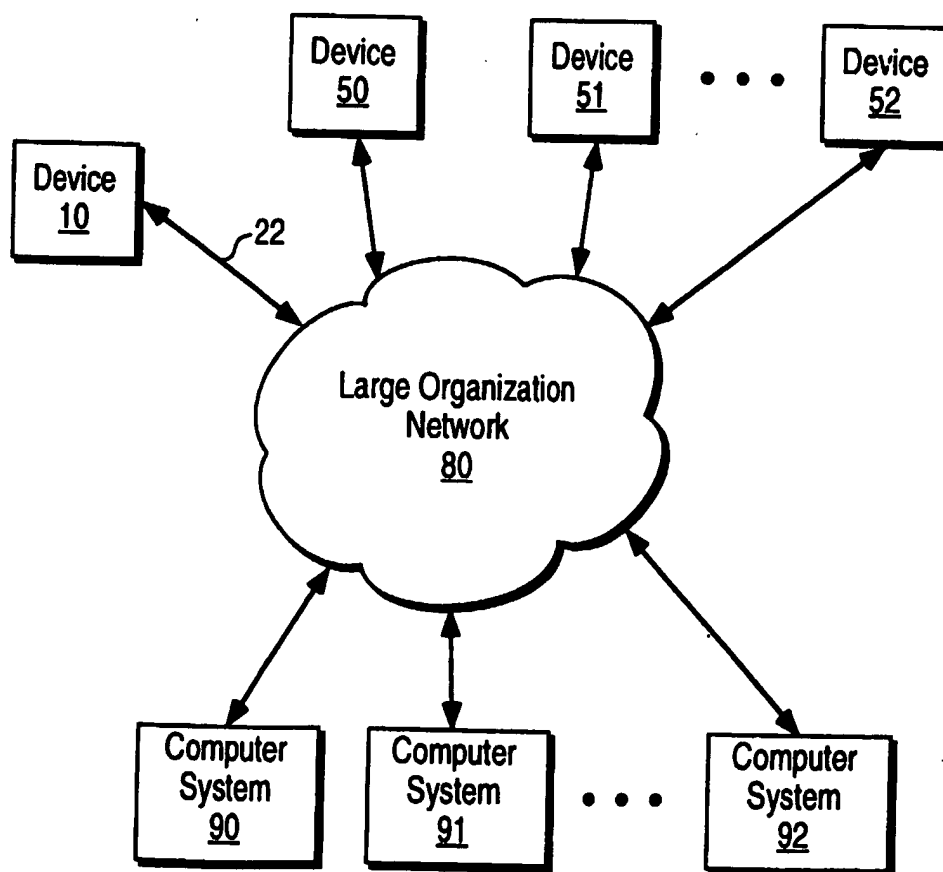 Device
50
Device
51
Device
52
Device
10
22
Large Organization
Network
80
Computer
System
90
Computer
System
91
Computer
System
92